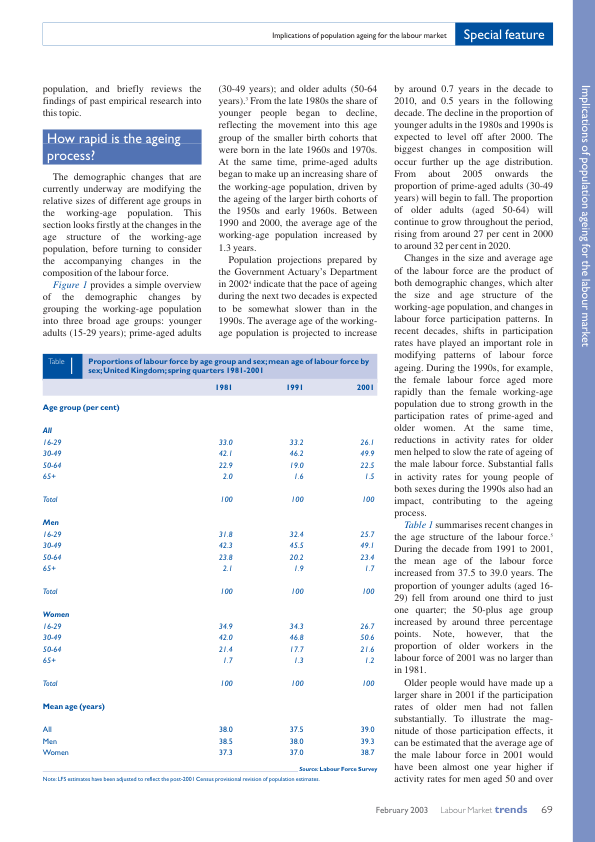 Implications of population ageing for the labour market
Special feature
Implications of population ageing for the labour market
population, and briefly reviews the
findings of past empirical research into
this topic.
How rapid is the ageing
process?
The demographic changes that are
currently underway are modifying the
relative sizes of different age groups in
the working-age population. This
section looks firstly at the changes in the
age structure of the working-age
population, before turning to consider
the accompanying changes in the
composition of the labour force.
Figure 1 provides a simple overview
of the demographic changes by
grouping the working-age population
into three broad age groups: younger
adults (15-29 years); prime-aged adults
(30-49 years); and older adults (50-64
years).³ From the late 1980s the share of
younger people began to decline,
reflecting the movement into this age
group of the smaller birth cohorts that
were born in the late 1960s and 1970s.
At the same time, prime-aged adults
began to make up an increasing share of
the working-age population, driven by
the ageing of the larger birth cohorts of
the 1950s and early 1960s. Between
1990 and 2000, the average age of the
working-age population increased by
1.3 years.
Population projections prepared by
the Government Actuary's Department
in 2002⁴ indicate that the pace of ageing
during the next two decades is expected
to be somewhat slower than in the
1990s. The average age of the working-
age population is projected to increase
by around 0.7 years in the decade to
2010, and 0.5 years in the following
decade. The decline in the proportion of
younger adults in the 1980s and 1990s is
expected to level off after 2000. The
biggest changes in composition will
occur further up the age distribution.
From about 2005 onwards the
proportion of prime-aged adults (30-49
years) will begin to fall. The proportion
of older adults (aged 50-64) will
continue to grow throughout the period,
rising from around 27 per cent in 2000
to around 32 per cent in 2020.
Changes in the size and average age
of the labour force are the product of
both demographic changes, which alter
the size and age structure of the
working-age population, and changes in
labour force participation patterns. In
recent decades, shifts in participation
rates have played an important role in
modifying patterns of labour force
ageing. During the 1990s, for example,
the female labour force aged more
rapidly than the female working-age
population due to strong growth in the
participation rates of prime-aged and
older women. At the same time,
reductions in activity rates for older
men helped to slow the rate of ageing of
the male labour force. Substantial falls
in activity rates for young people of
both sexes during the 1990s also had an
impact, contributing to the ageing
process.
Table 1 summarises recent changes in
the age structure of the labour force.⁵
During the decade from 1991 to 2001,
the mean age of the labour force
increased from 37.5 to 39.0 years. The
proportion of younger adults (aged 16-
29) fell from around one third to just
one quarter; the 50-plus age group
increased by around three percentage
points. Note, however, that the
proportion of older workers in the
labour force of 2001 was no larger than
in 1981.
Older people would have made up a
larger share in 2001 if the participation
rates of older men had not fallen
substantially. To illustrate the mag-
nitude of those participation effects, it
can be estimated that the average age of
the male labour force in 2001 would
have been almost one year higher if
activity rates for men aged 50 and over
Table 1 Proportions of labour force by age group and sex; mean age of labour force by
sex; United Kingdom; spring quarters 1981-2001
1981 1991 2001
Age group (per cent)
All
16-29 33.0 33.2 26.1
30-49 42.1 46.2 49.9
50-64 22.9 19.0 22.5
65+ 2.0 1.6 1.5
Total 100 100 100
Men
16-29 31.8 32.4 25.7
30-49 42.3 45.5 49.1
50-64 23.8 20.2 23.4
65+ 2.1 1.9 1.7
Total 100 100 100
Women
16-29 34.9 34.3 26.7
30-49 42.0 46.8 50.6
50-64 21.4 17.7 21.6
65+ 1.7 1.3 1.2
Total 100 100 100
Mean age (years)
All 38.0 37.5 39.0
Men 38.5 38.0 39.3
Women 37.3 37.0 38.7
Source: Labour Force Survey
Note: LFS estimates have been adjusted to reflect the post-2001 Census provisional revision of population estimates.
February 2003 Labour Market trends 69